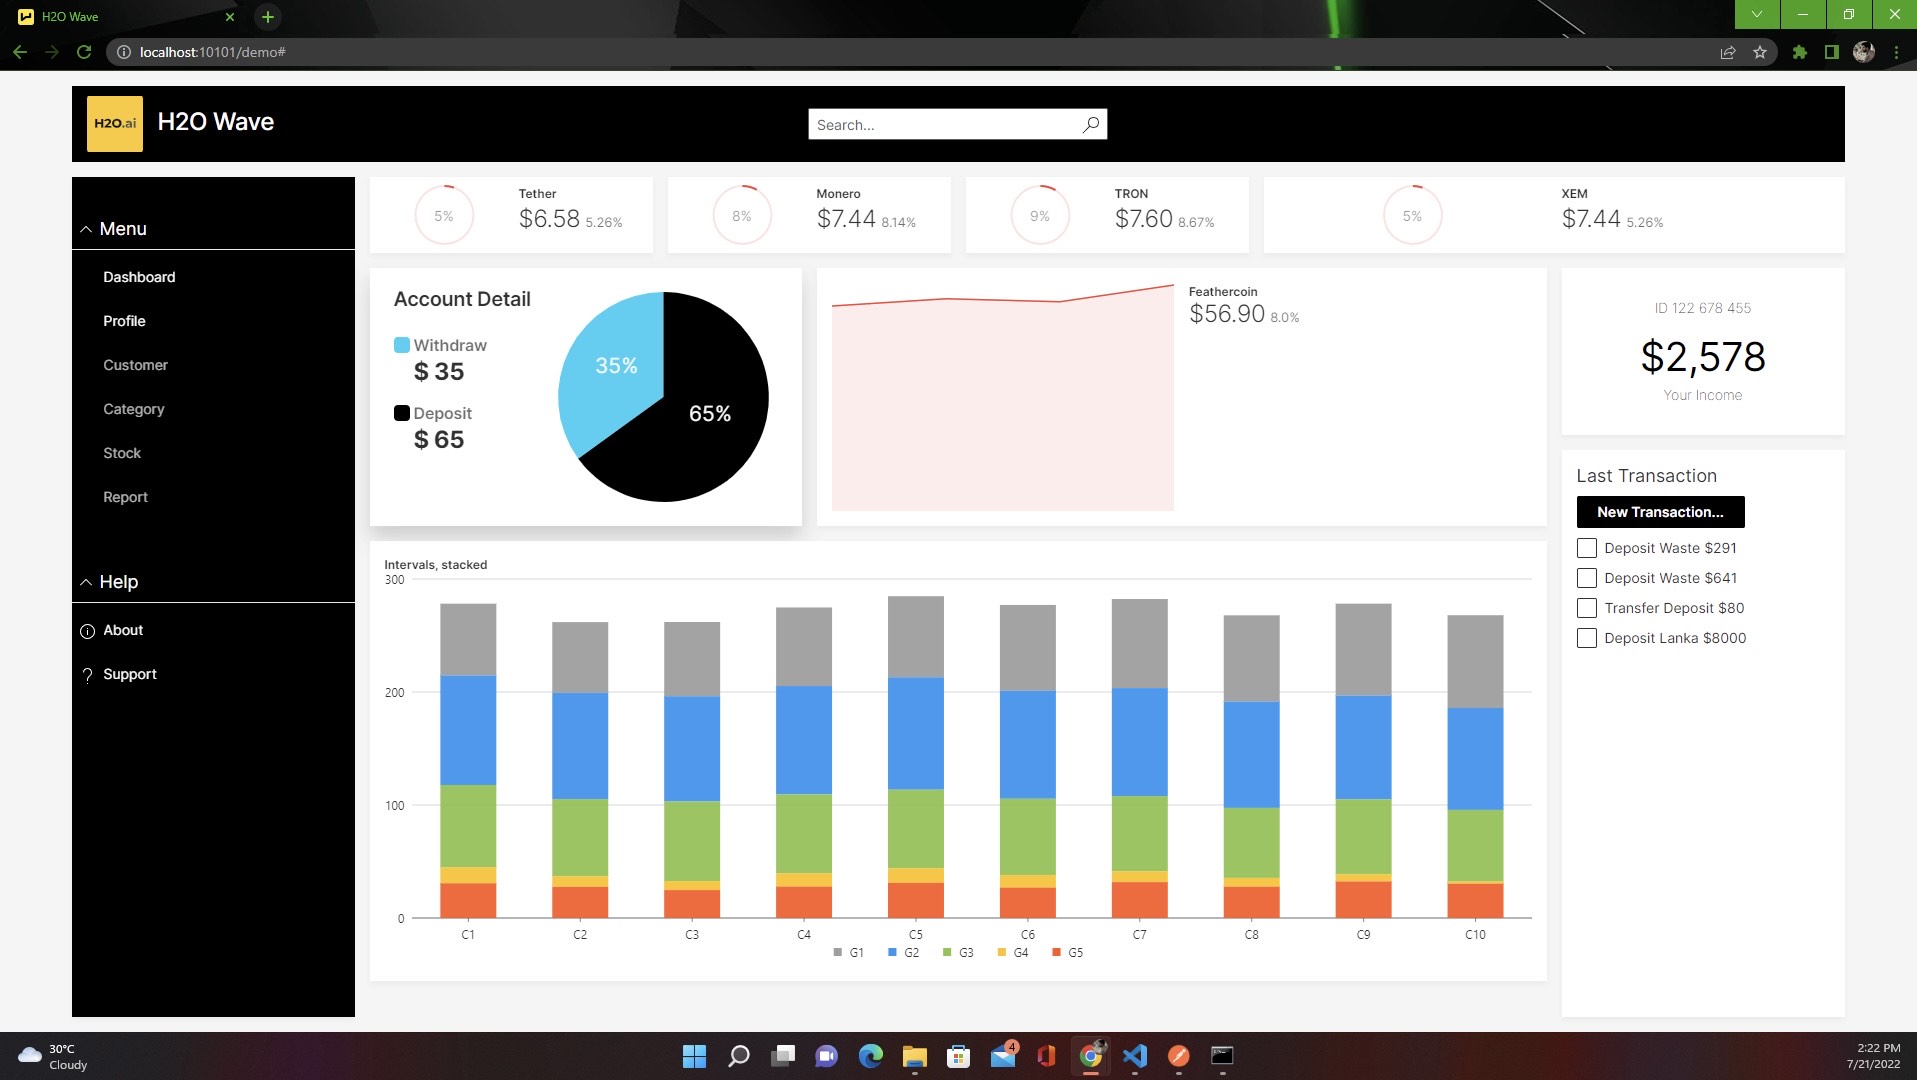 H2O Wave
localhost:10101/demo#
H2O.ai
H2O Wave
Search...
Menu
Dashboard
Profile
Customer
Category
Stock
Report
Help
About
Support
5%
Tether
$6.58 5.26%
8%
Monero
$7.44 8.14%
9%
TRON
$7.60 8.67%
5%
XEM
$7.44 5.26%
Account Detail
Withdraw
$ 35
Deposit
$ 65
35%
65%
Feathercoin
$56.90 8.0%
ID 122 678 455
$2,578
Your Income
Last Transaction
New Transaction...
Deposit Waste $291
Deposit Waste $641
Transfer Deposit $80
Deposit Lanka $8000
Intervals, stacked
300
200
100
0
C1 C2 C3 C4 C5 C6 C7 C8 C9 C10
G1 G2 G3 G4 G5
30°C
Cloudy
4
2:22 PM
7/21/2022